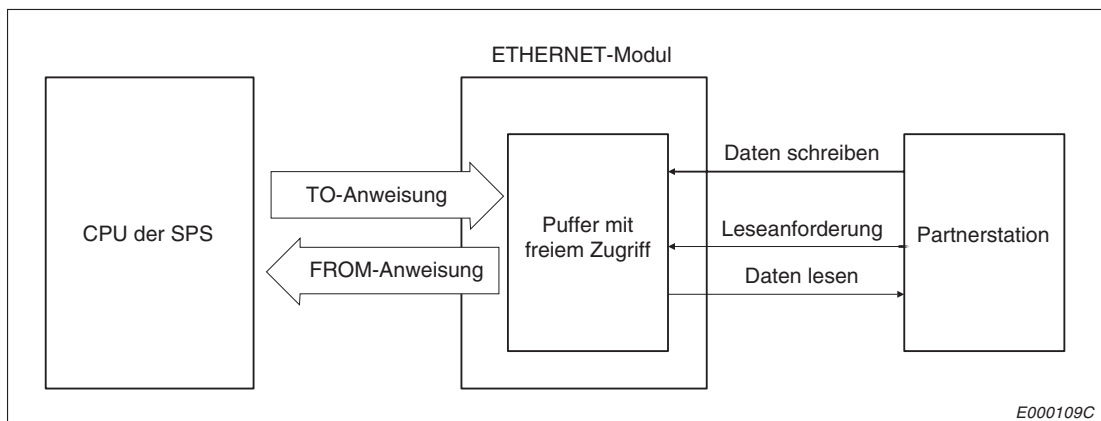 ETHERNET-Modul
CPU der SPS
TO-Anweisung
FROM-Anweisung
Puffer mit
freiem Zugriff
Daten schreiben
Leseanforderung
Daten lesen
Partnerstation
E000109C